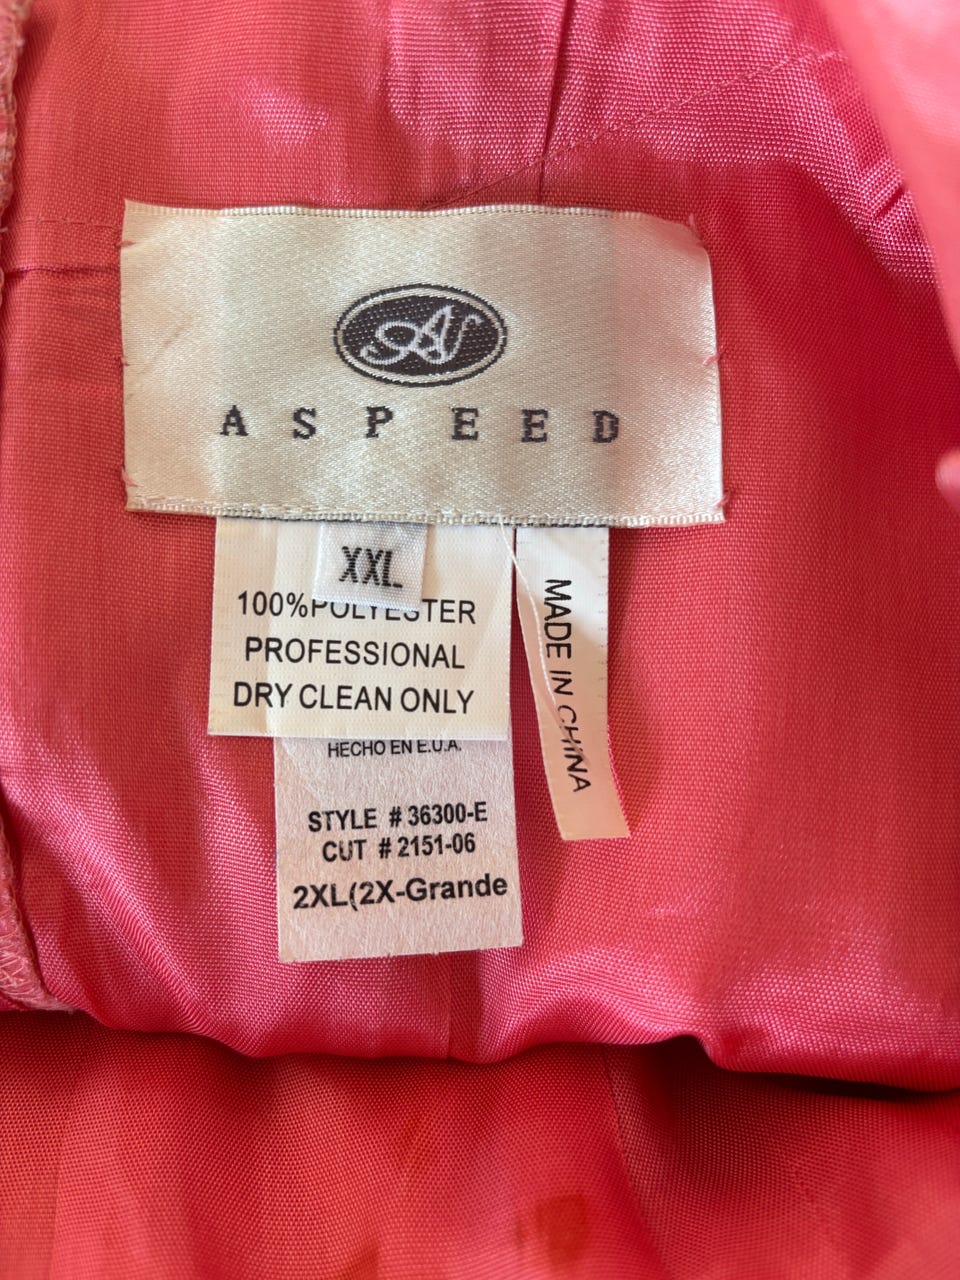 A
ASPEED
XXL
100%POLYESTER
PROFESSIONAL
DRY CLEAN ONLY
MADE IN CHINA
HECHO EN E.U.A.
STYLE # 36300-E
CUT # 2151-06
2XL(2X-Grande